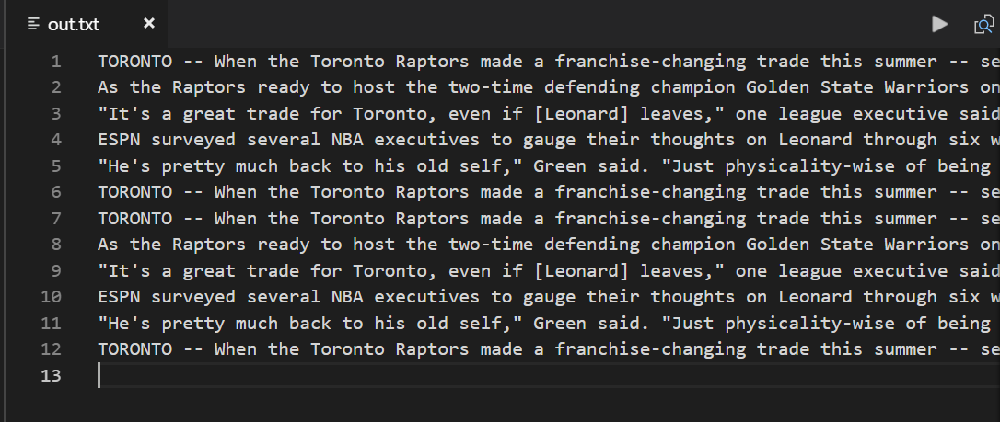 out.txt
1 TORONTO -- When the Toronto Raptors made a franchise-changing trade this summer -- se
2 As the Raptors ready to host the two-time defending champion Golden State Warriors on
3 "It's a great trade for Toronto, even if [Leonard] leaves," one league executive said
4 ESPN surveyed several NBA executives to gauge their thoughts on Leonard through six w
5 "He's pretty much back to his old self," Green said. "Just physicality-wise of being
6 TORONTO -- When the Toronto Raptors made a franchise-changing trade this summer -- se
7 TORONTO -- When the Toronto Raptors made a franchise-changing trade this summer -- se
8 As the Raptors ready to host the two-time defending champion Golden State Warriors on
9 "It's a great trade for Toronto, even if [Leonard] leaves," one league executive said
10 ESPN surveyed several NBA executives to gauge their thoughts on Leonard through six w
11 "He's pretty much back to his old self," Green said. "Just physicality-wise of being
12 TORONTO -- When the Toronto Raptors made a franchise-changing trade this summer -- se
13